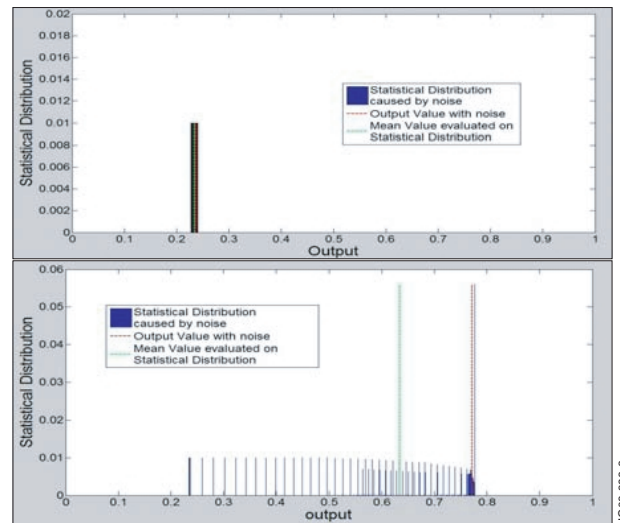 0.02
0.018
0.016
0.014
0.012
0.01
0.008
0.006
0.004
0.002
0
Statistical Distribution
Statistical Distribution
caused by noise
Output Value with noise
Mean Value evaluated on
Statistical Distribution
0 0.1 0.2 0.3 0.4 0.5 0.6 0.7 0.8 0.9 1
Output
0.06
0.05
0.04
0.03
0.02
0.01
0
Statistical Distribution
Statistical Distribution
caused by noise
Output Value with noise
Mean Value evaluated on
Statistical Distribution
0 0.1 0.2 0.3 0.4 0.5 0.6 0.7 0.8 0.9 1
output